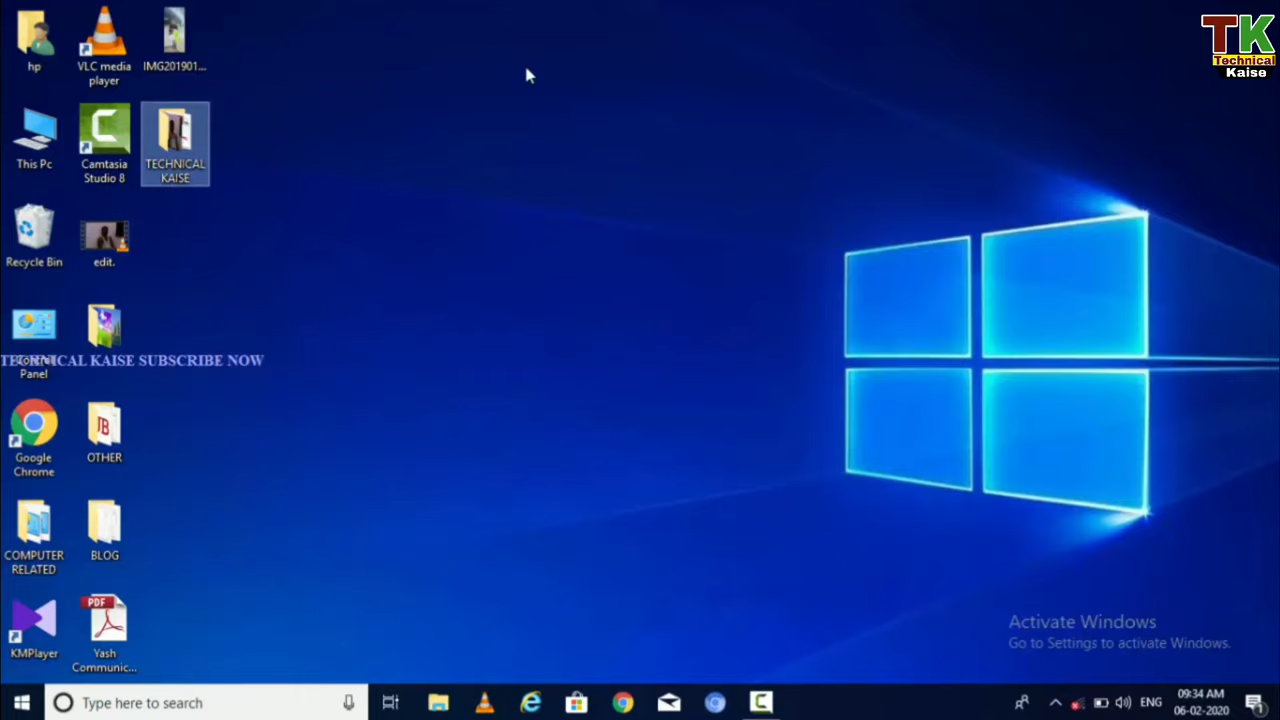 hp
VLC media
player
IMG201901...
TK
Technical
Kaise
This Pc
Camtasia
Studio 8
TECHNICAL
KAISE
Recycle Bin
edit.
TECHNICAL KAISE SUBSCRIBE NOW
Control
Panel
Google
Chrome
OTHER
COMPUTER
RELATED
BLOG
KMPlayer
PDF
Yash
Communic...
Activate Windows
Go to Settings to activate Windows.
Type here to search
ENG
09:34 AM
06-02-2020
1